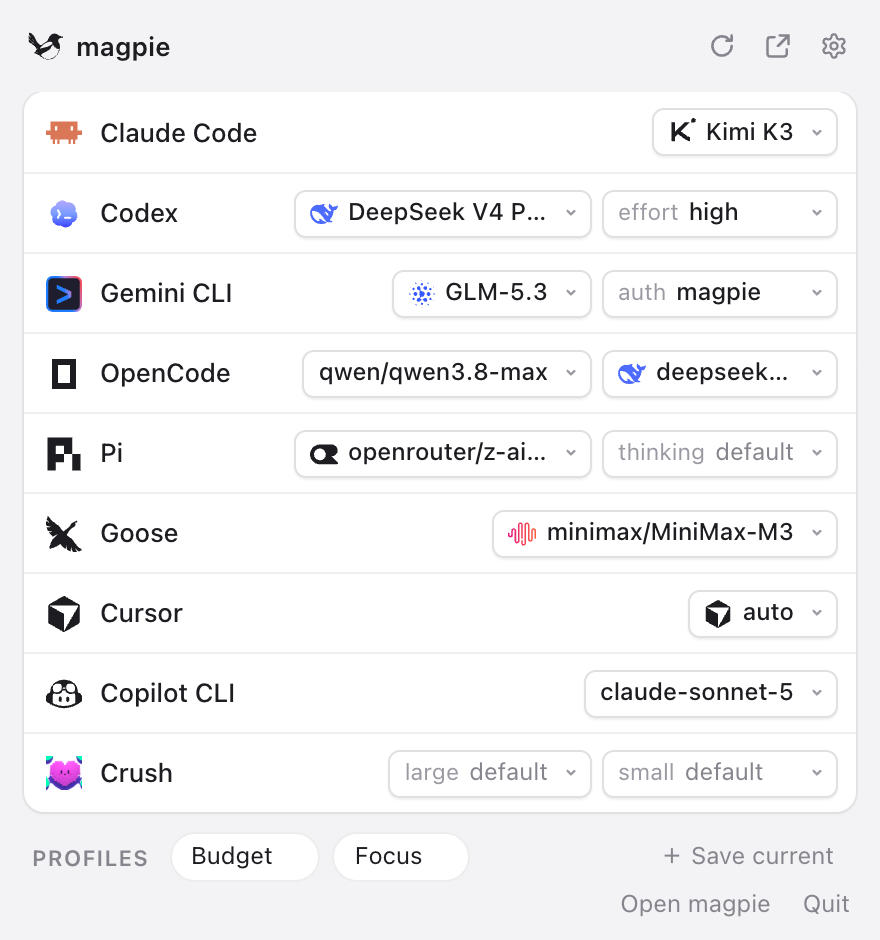 magpie
Claude Code Kimi K3
Codex DeepSeek V4 P... effort high
Gemini CLI GLM-5.3 auth magpie
OpenCode qwen/qwen3.8-max deepseek...
Pi openrouter/z-ai... thinking default
Goose minimax/MiniMax-M3
Cursor auto
Copilot CLI claude-sonnet-5
Crush large default small default
PROFILES Budget Focus + Save current
Open magpie Quit